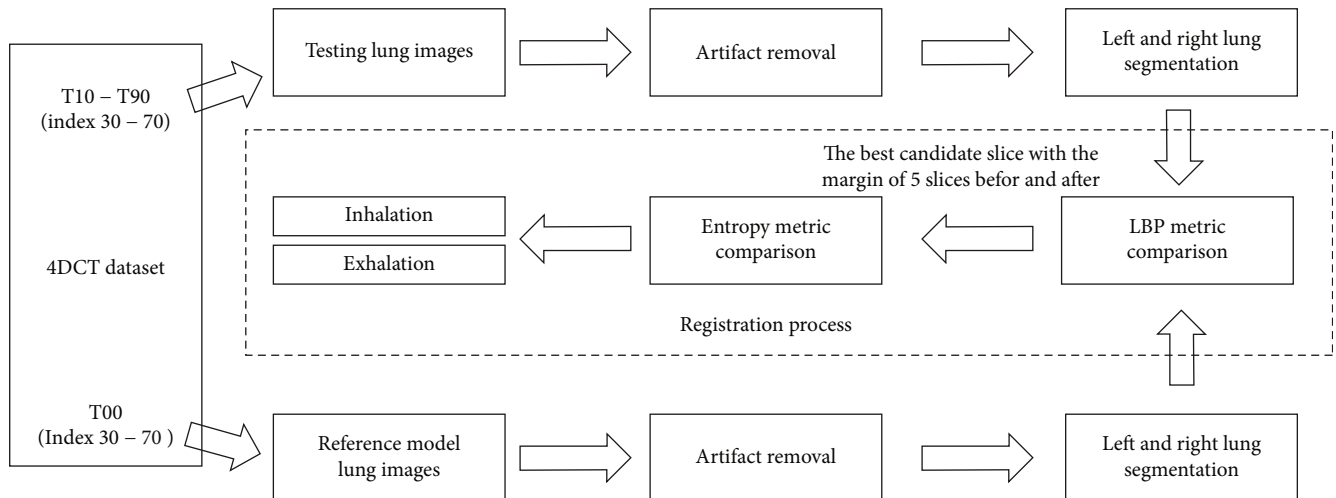 Testing lung images
Artifact removal
Left and right lung
segmentation
T10 – T90
(index 30 – 70)
The best candidate slice with the
margin of 5 slices befor and after
Inhalation
Exhalation
Entropy metric
comparison
LBP metric
comparison
4DCT dataset
Registration process
T00
(Index 30 – 70 )
Reference model
lung images
Artifact removal
Left and right lung
segmentation